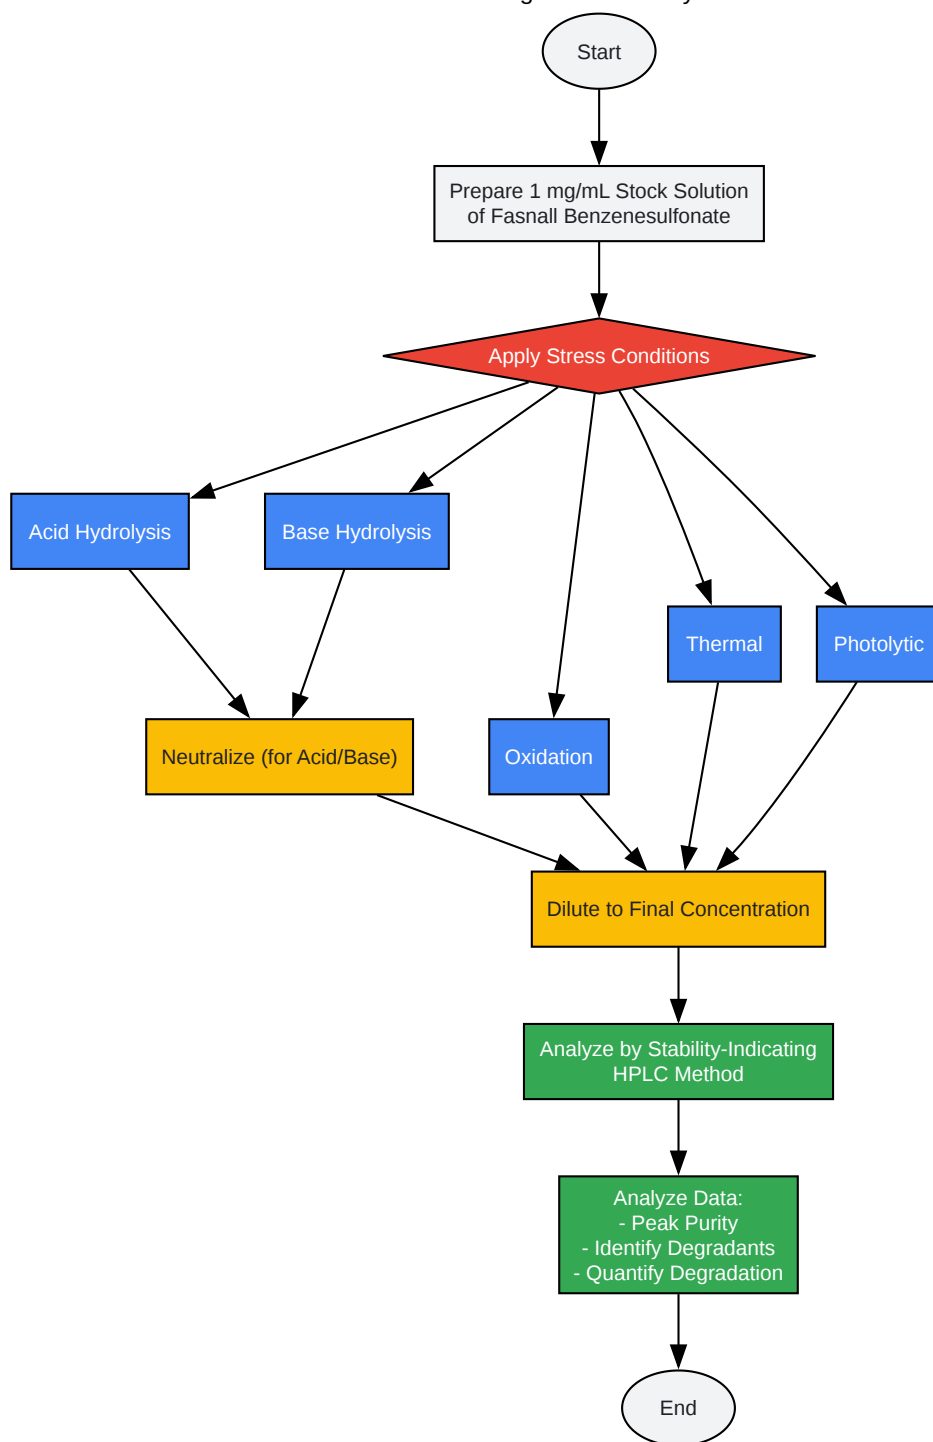 Start
Prepare 1 mg/mL Stock Solution
of Fasnall Benzenesulfonate
Apply Stress Conditions
Acid Hydrolysis
Base Hydrolysis
Thermal
Photolytic
Neutralize (for Acid/Base)
Oxidation
Dilute to Final Concentration
Analyze by Stability-Indicating
HPLC Method
Analyze Data:
- Peak Purity
- Identify Degradants
- Quantify Degradation
End